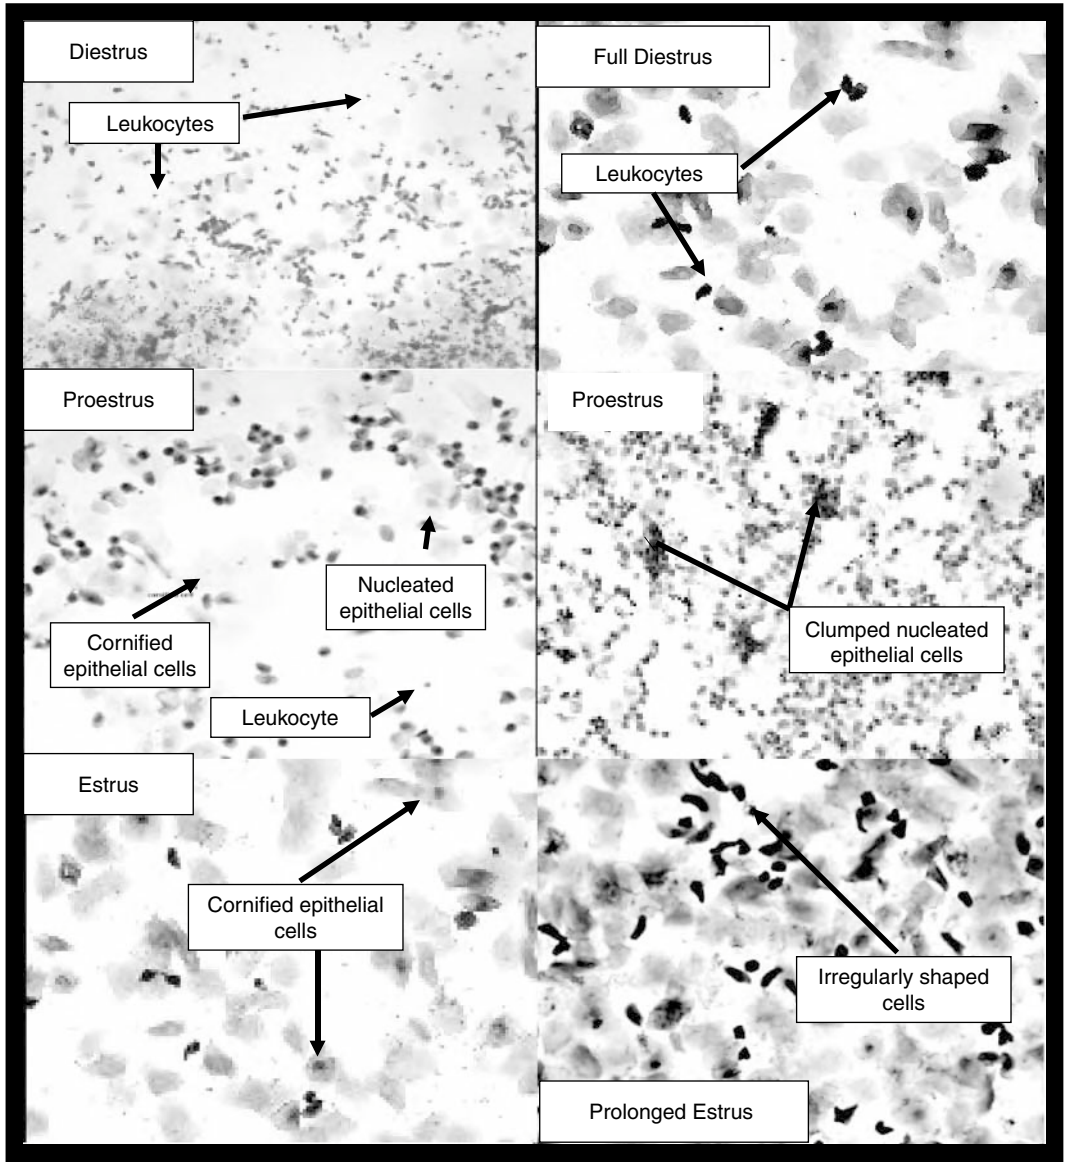 Diestrus
Leukocytes
Full Diestrus
Leukocytes
Proestrus
Nucleated
epithelial cells
Cornified
epithelial cells
Leukocyte
Proestrus
Clumped nucleated
epithelial cells
Estrus
Cornified epithelial
cells
Irregularly shaped
cells
Prolonged Estrus